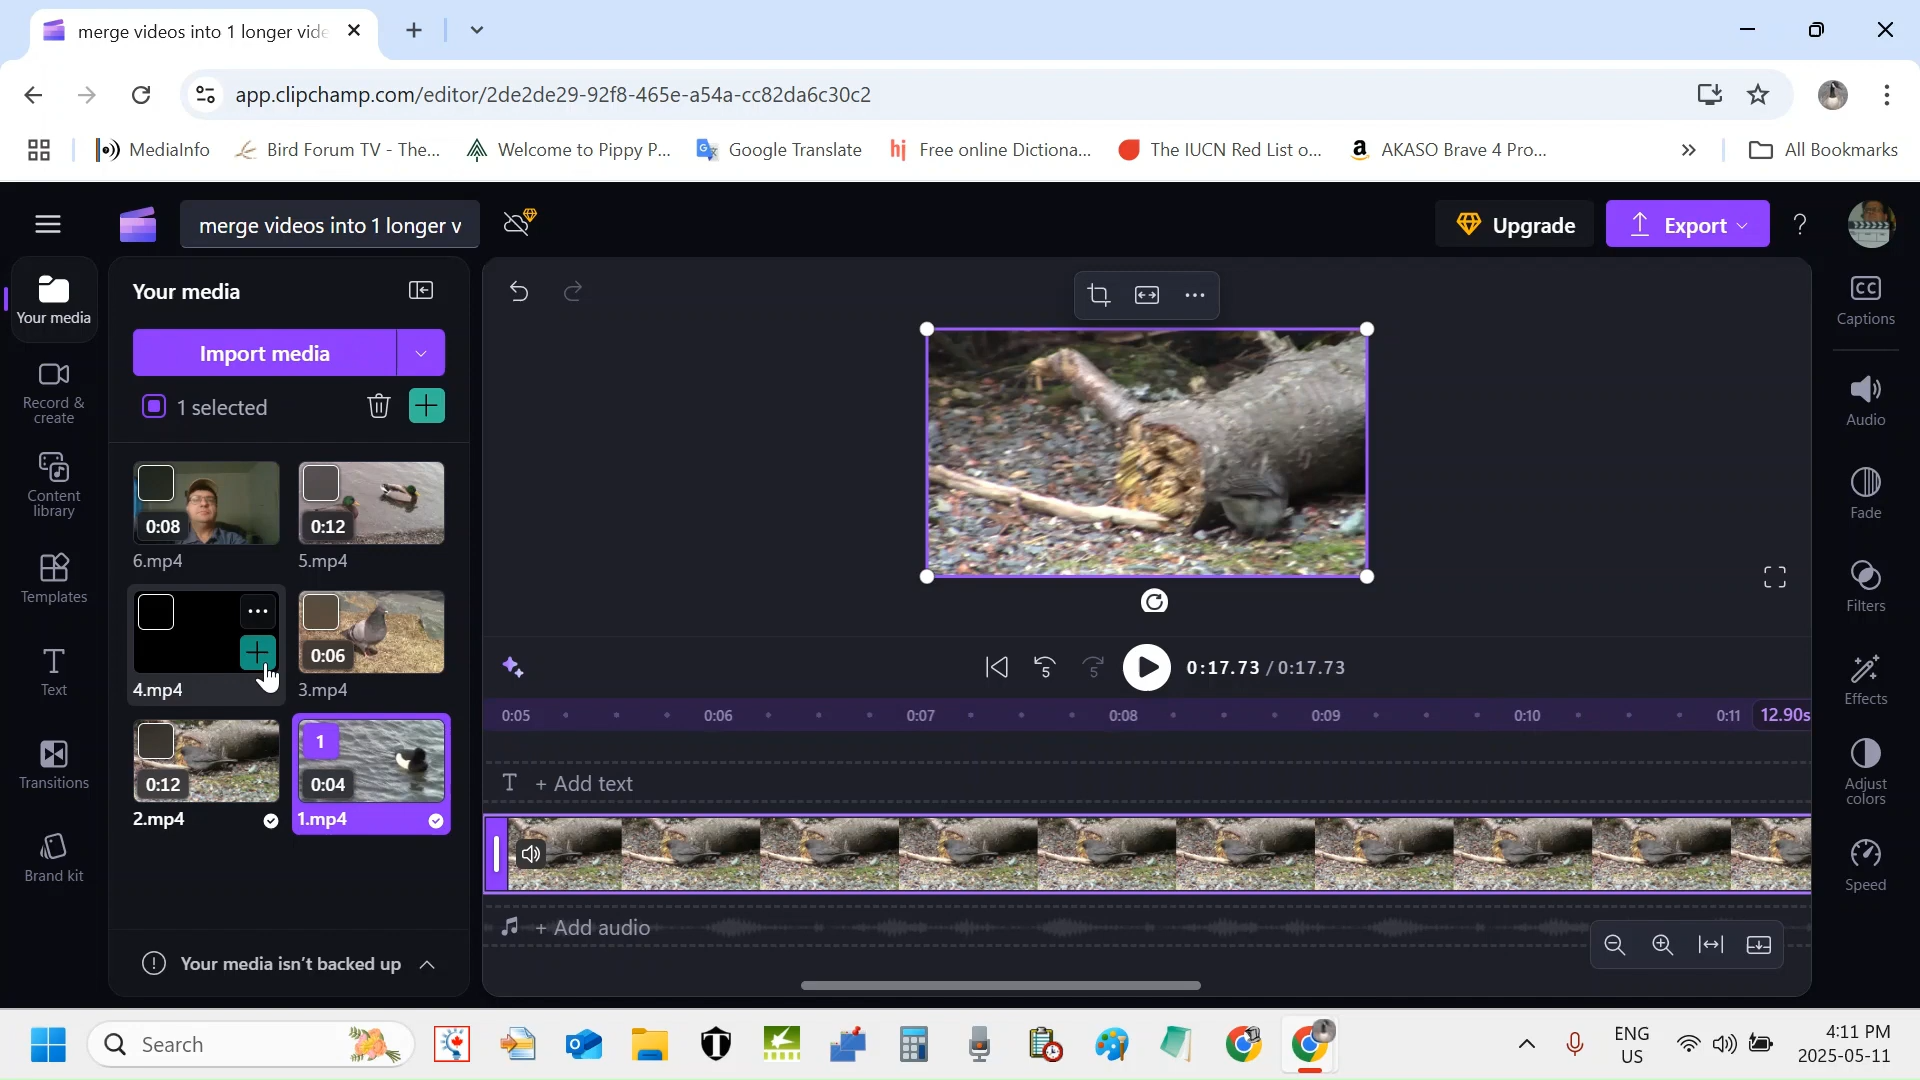 merge videos into 1 longer vide
app.clipchamp.com/editor/2de2de29-92f8-465e-a54a-cc82da6c30c2
MediaInfo
Bird Forum TV - The...
Welcome to Pippy P...
Google Translate
Free online Dictiona...
The IUCN Red List o...
AKASO Brave 4 Pro...
All Bookmarks
merge videos into 1 longer v
Upgrade
Export
Your media
Record &
create
Content
library
Templates
Text
Transitions
Brand kit
Your media
Import media
1 selected
0:08
6.mp4
0:12
5.mp4
4.mp4
0:06
3.mp4
0:12
2.mp4
1
0:04
1.mp4
Your media isn't backed up
5
5
0:17.73 / 0:17.73
0:05
0:06
0:07
0:08
0:09
0:10
0:11
12.90s
T + Add text
+ Add audio
CC
Captions
Audio
Fade
Filters
Effects
Adjust
colors
Speed
Search
ENG
US
4:11 PM
2025-05-11